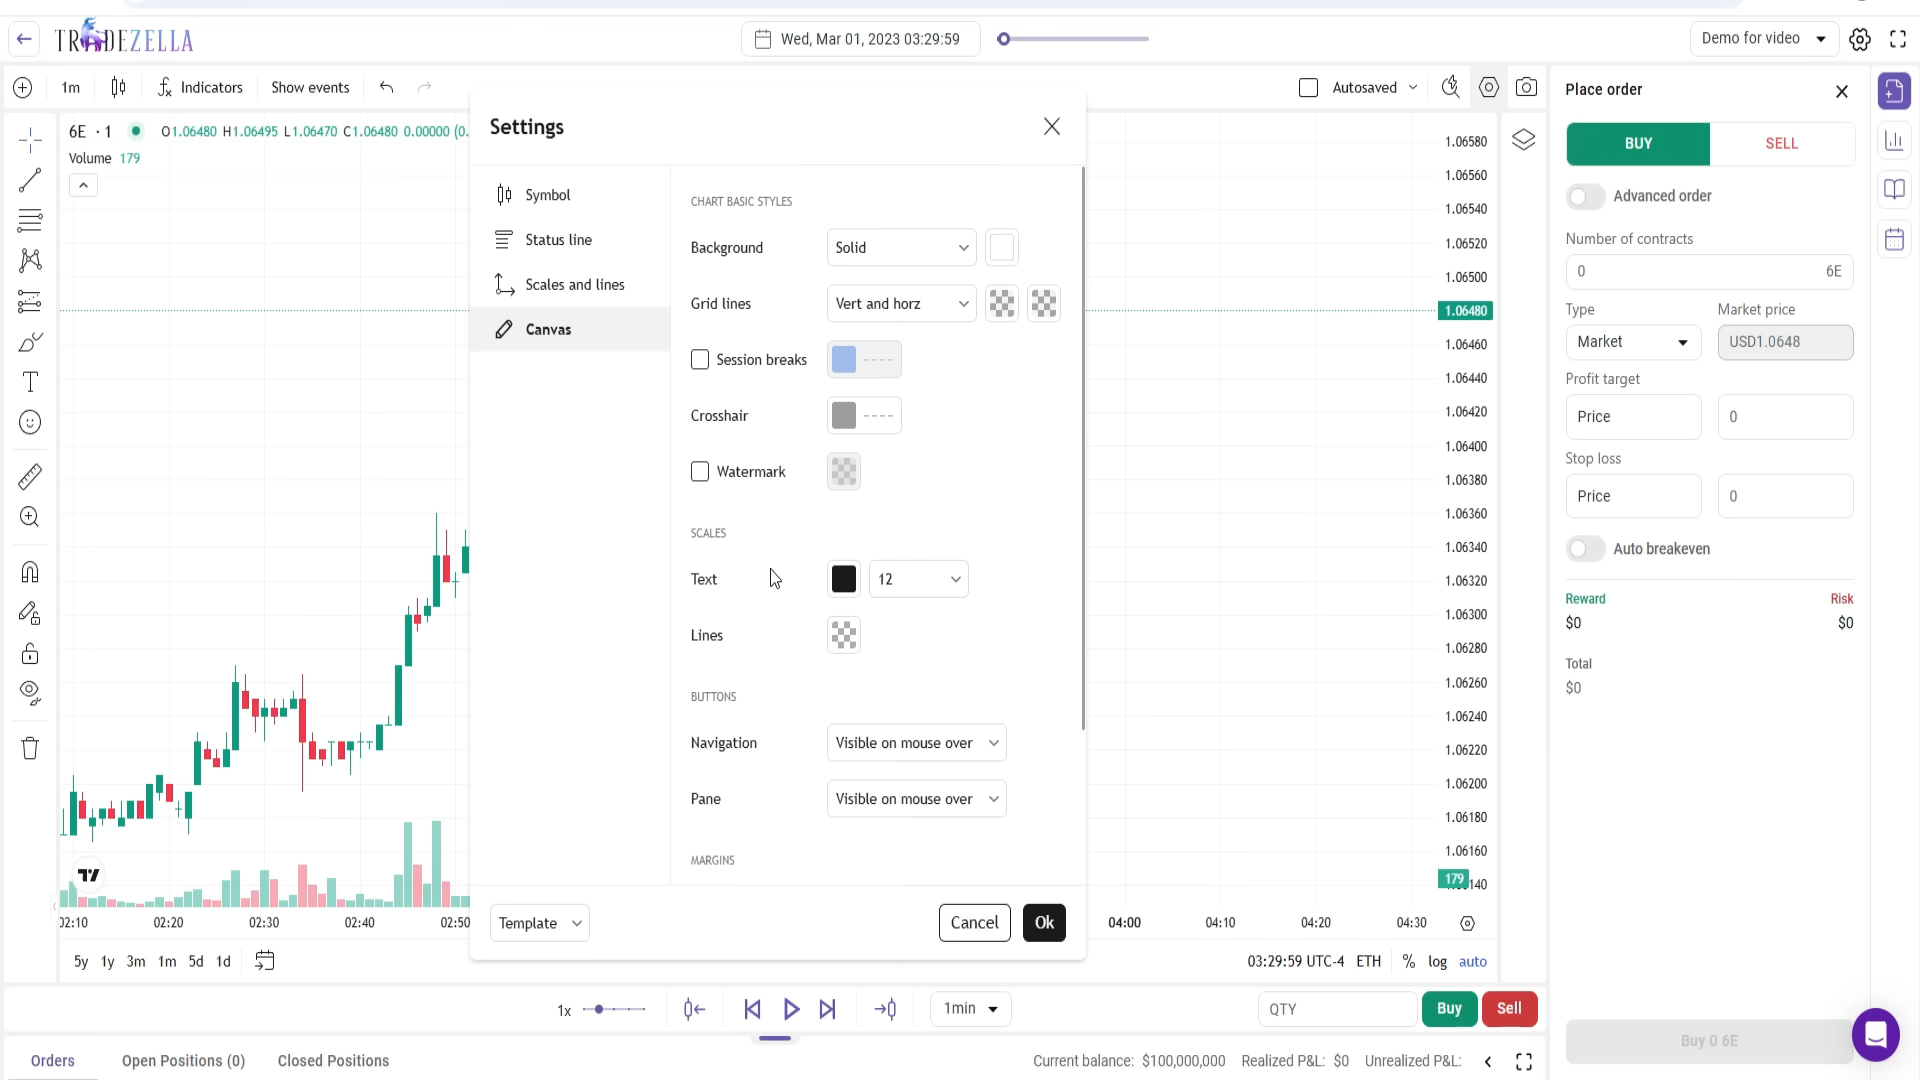 TRADEZELLA
Wed, Mar 01, 2023 03:29:59
Demo for video
1m
Indicators
Show events
Autosaved
6E · 1
O1.06480 H1.06495 L1.06470 C1.06480 0.00000 (0.
Volume 179
Settings
Symbol
Status line
Scales and lines
Canvas
CHART BASIC STYLES
Background Solid
Grid lines Vert and horz
Session breaks
Crosshair
Watermark
SCALES
Text 12
Lines
BUTTONS
Navigation Visible on mouse over
Pane Visible on mouse over
MARGINS
Template
Cancel
Ok
1.06580
1.06560
1.06540
1.06520
1.06500
1.06480
1.06460
1.06440
1.06420
1.06400
1.06380
1.06360
1.06340
1.06320
1.06300
1.06280
1.06260
1.06240
1.06220
1.06200
1.06180
1.06160
179
140
02:10 02:20 02:30 02:40 02:50 04:00 04:10 04:20 04:30
5y 1y 3m 1m 5d 1d
03:29:59 UTC-4 ETH % log auto
1x
1min
QTY
Buy
Sell
Orders
Open Positions (0)
Closed Positions
Current balance: $100,000,000 Realized P&L: $0 Unrealized P&L:
Place order
BUY
SELL
Advanced order
Number of contracts
0 6E
Type Market price
Market USD1.0648
Profit target
Price 0
Stop loss
Price 0
Auto breakeven
Reward Risk
$0 $0
Total
$0
Buy 0 6E